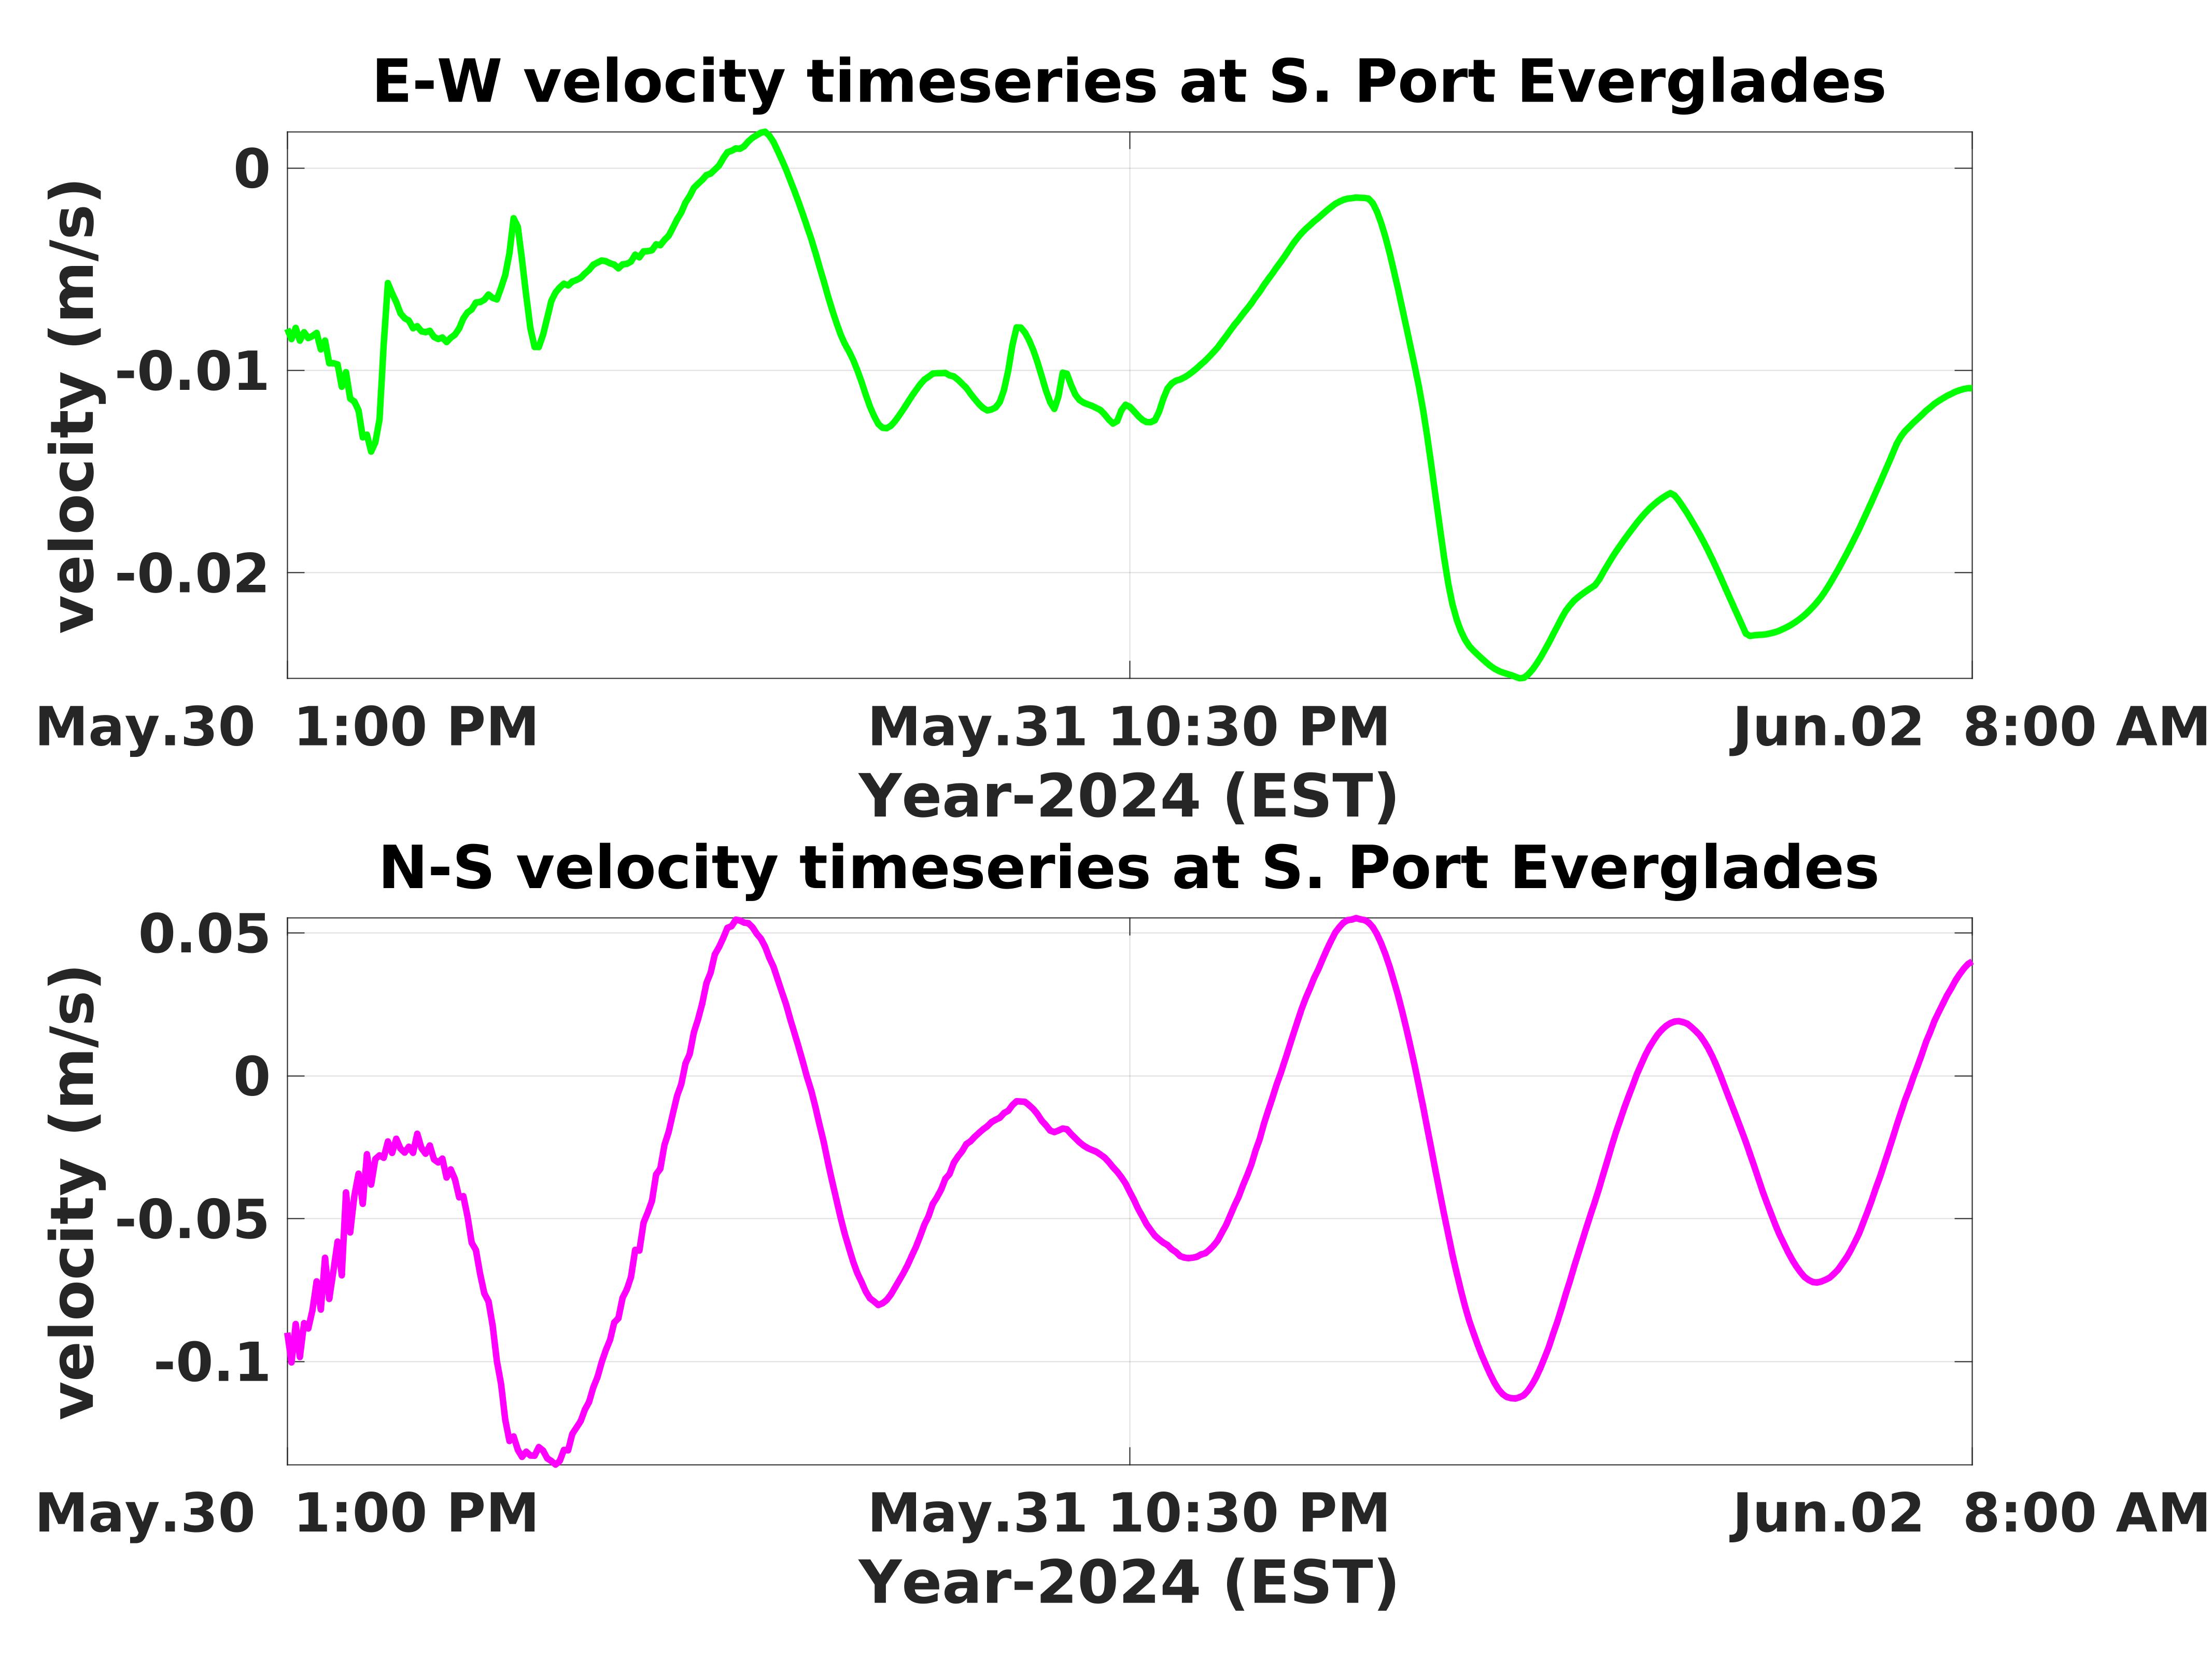 E-W velocity timeseries at S. Port Everglades
velocity (m/s)
0
-0.01
-0.02
May.30 1:00 PM May.31 10:30 PM Jun.02 8:00 AM
Year-2024 (EST)
N-S velocity timeseries at S. Port Everglades
velocity (m/s)
0.05
0
-0.05
-0.1
May.30 1:00 PM May.31 10:30 PM Jun.02 8:00 AM
Year-2024 (EST)